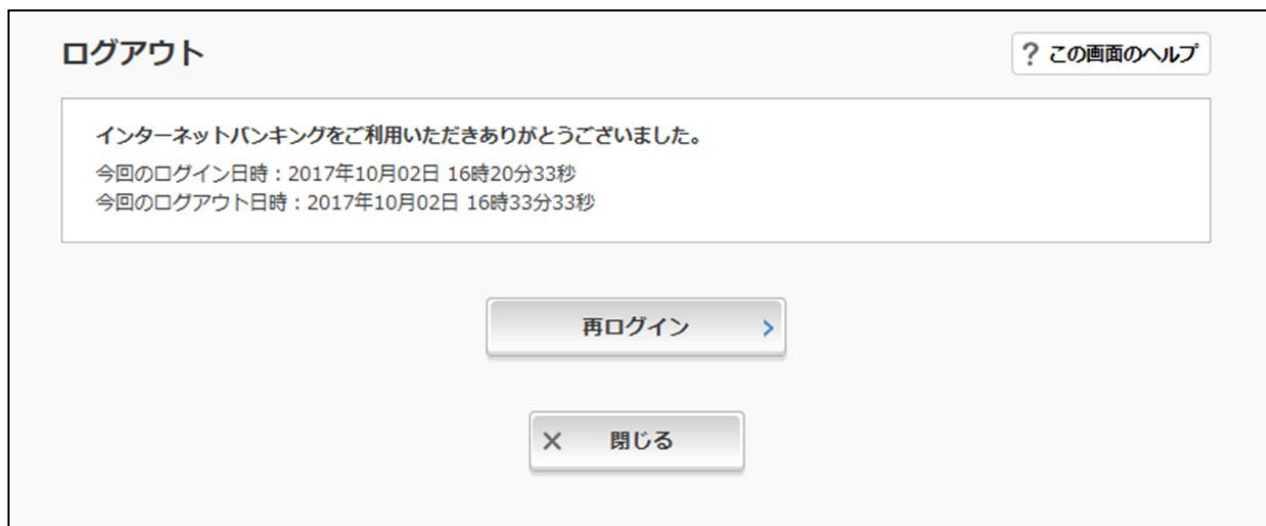 ログアウト
? この画面のヘルプ
インターネットバンキングをご利用いただきありがとうございました。
今回のログイン日時：2017年10月02日 16時20分33秒
今回のログアウト日時：2017年10月02日 16時33分33秒
再ログイン
閉じる